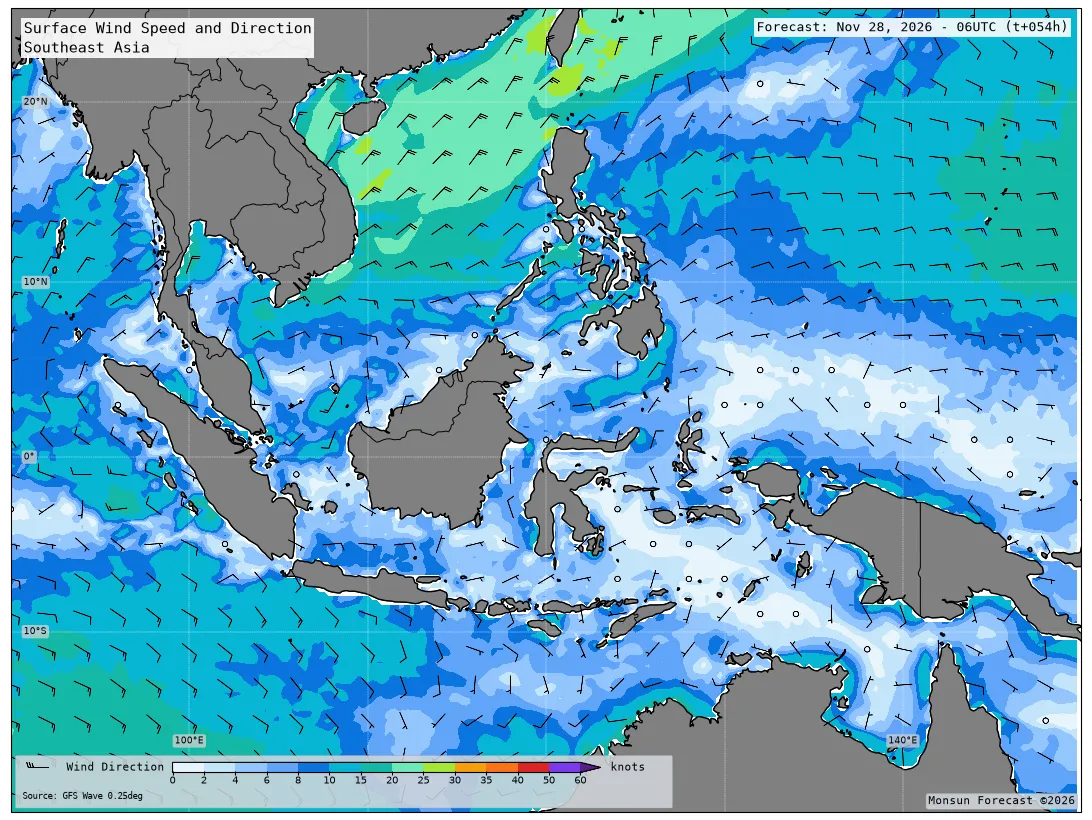 Surface Wind Speed and Direction
Southeast Asia
Forecast: Nov 28, 2026 - 06UTC (t+054h)
20°N
10°N
0°
10°S
100°E
140°E
Wind Direction
0 2 4 6 8 10 15 20 25 30 35 40 50 60
knots
Source: GFS Wave 0.25deg
Monsun Forecast ©2026